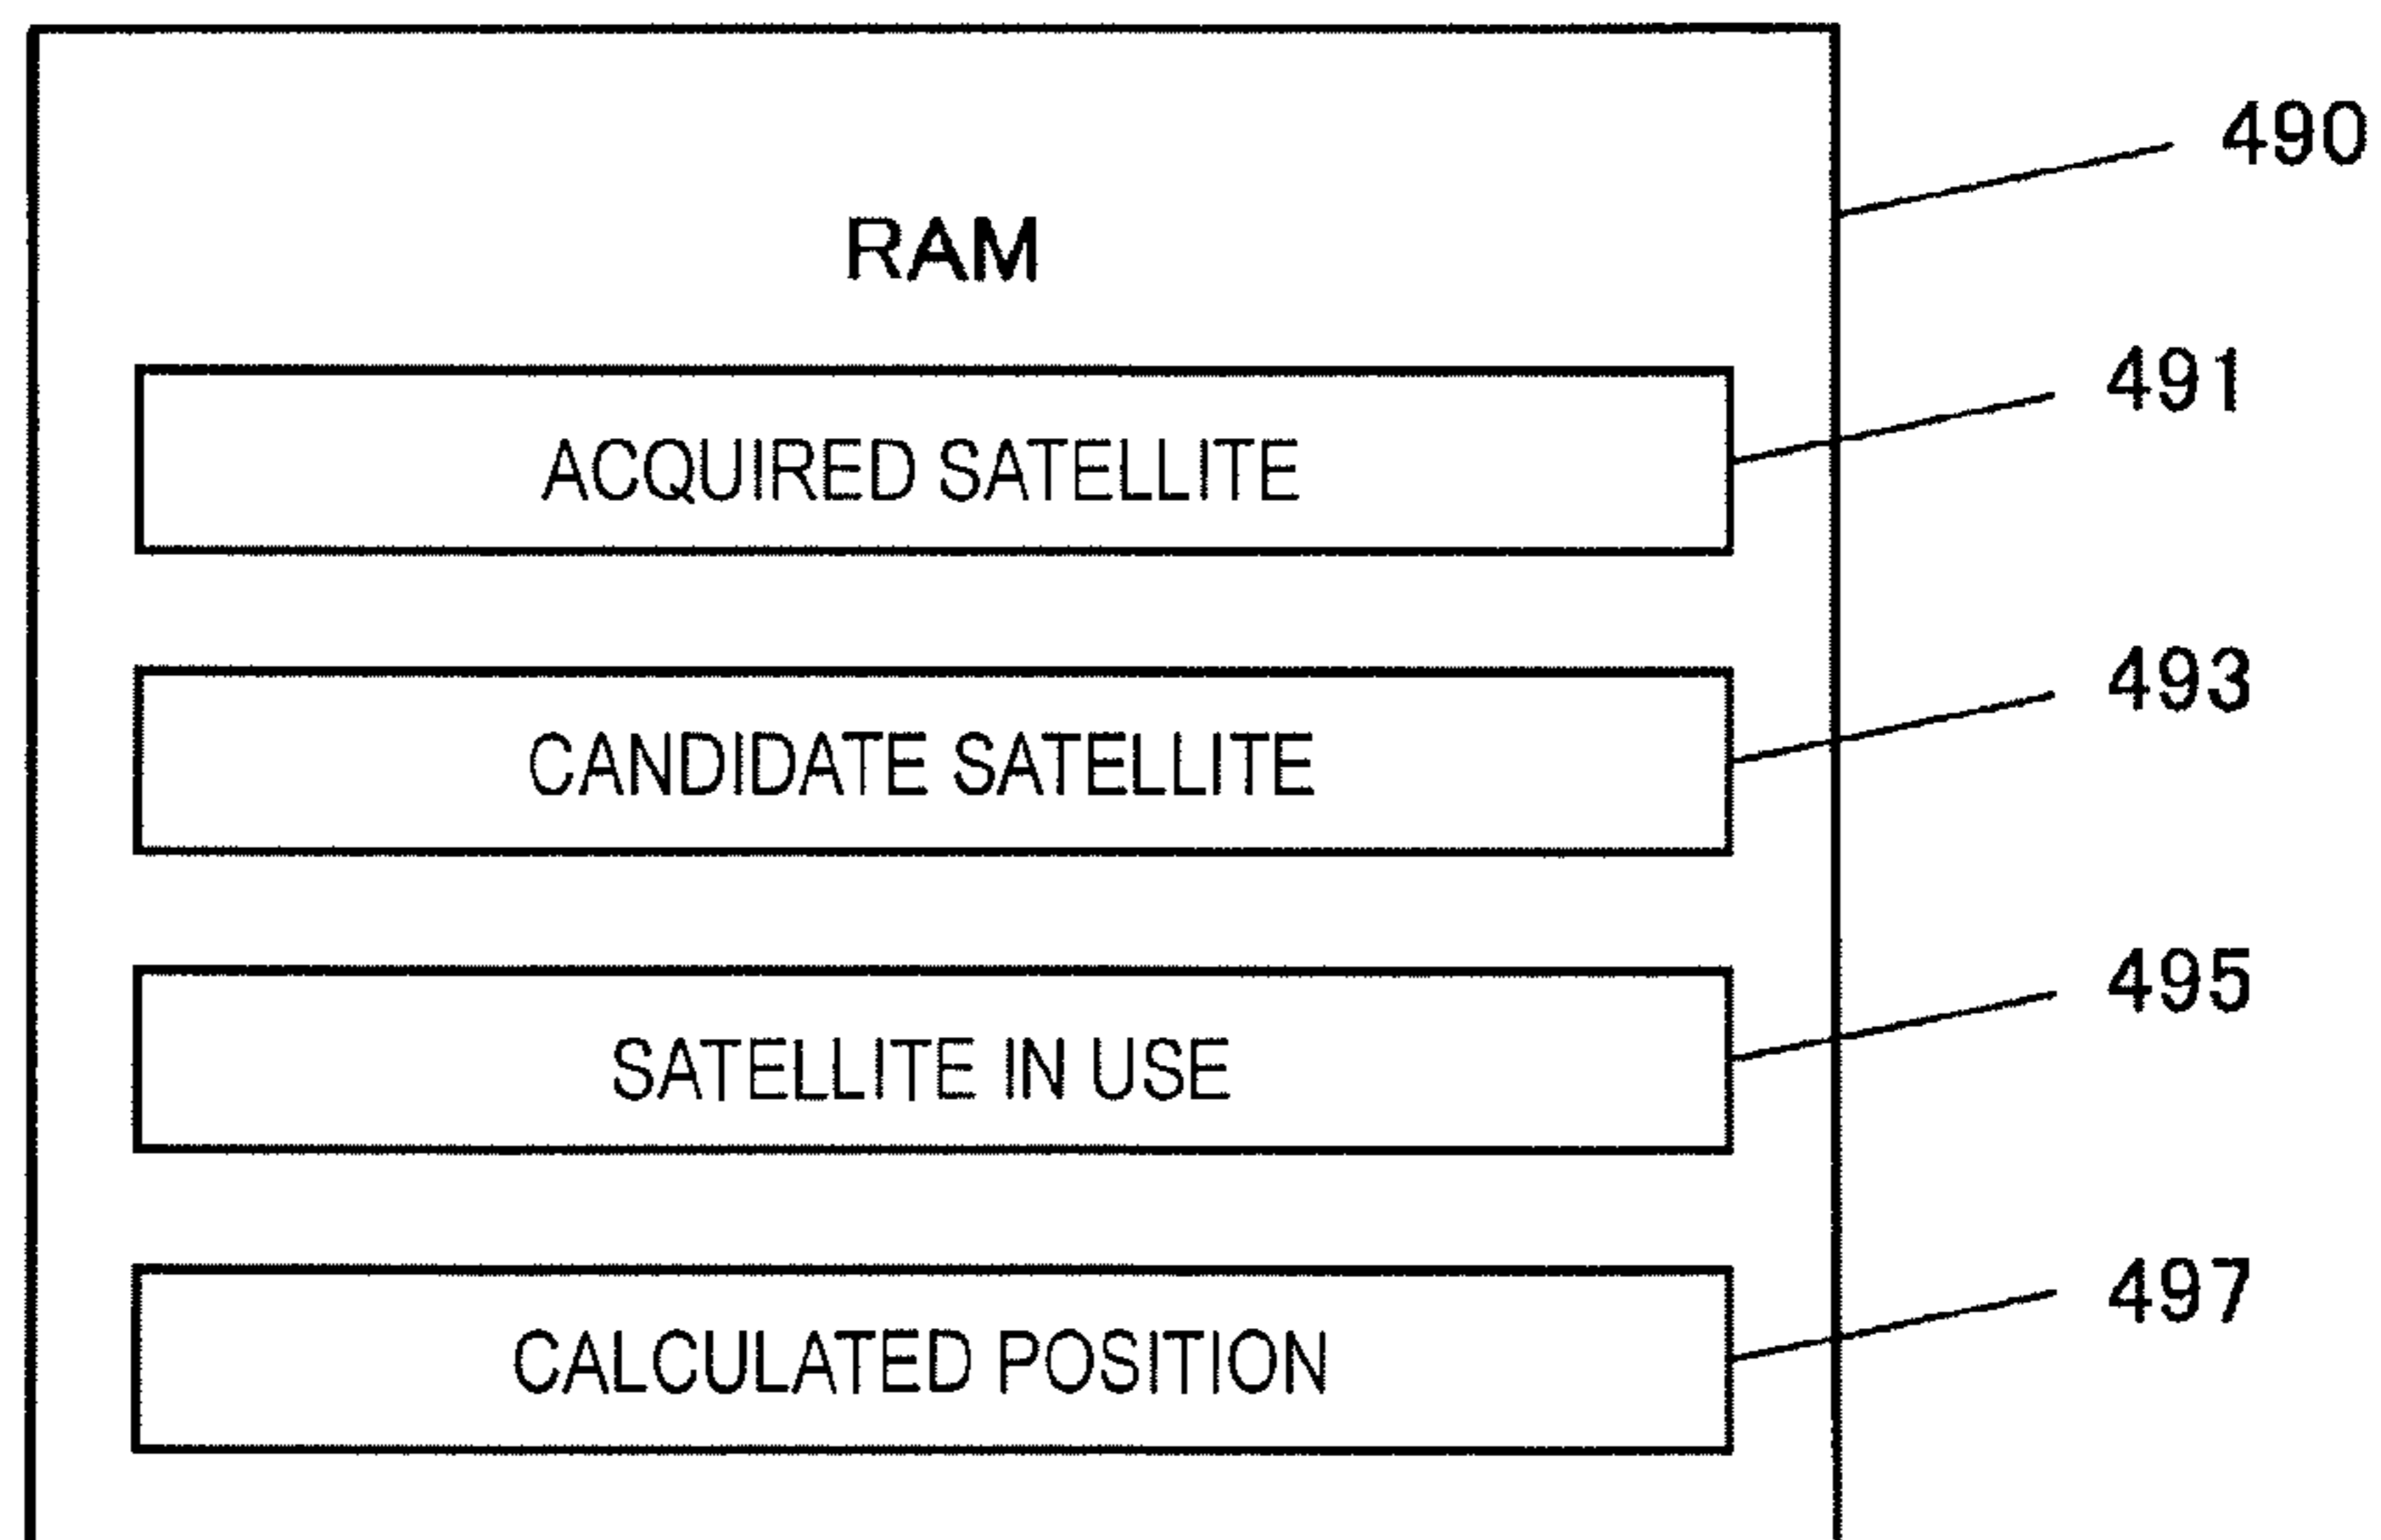 490
RAM
491
ACQUIRED SATELLITE
493
CANDIDATE SATELLITE
495
SATELLITE IN USE
497
CALCULATED POSITION